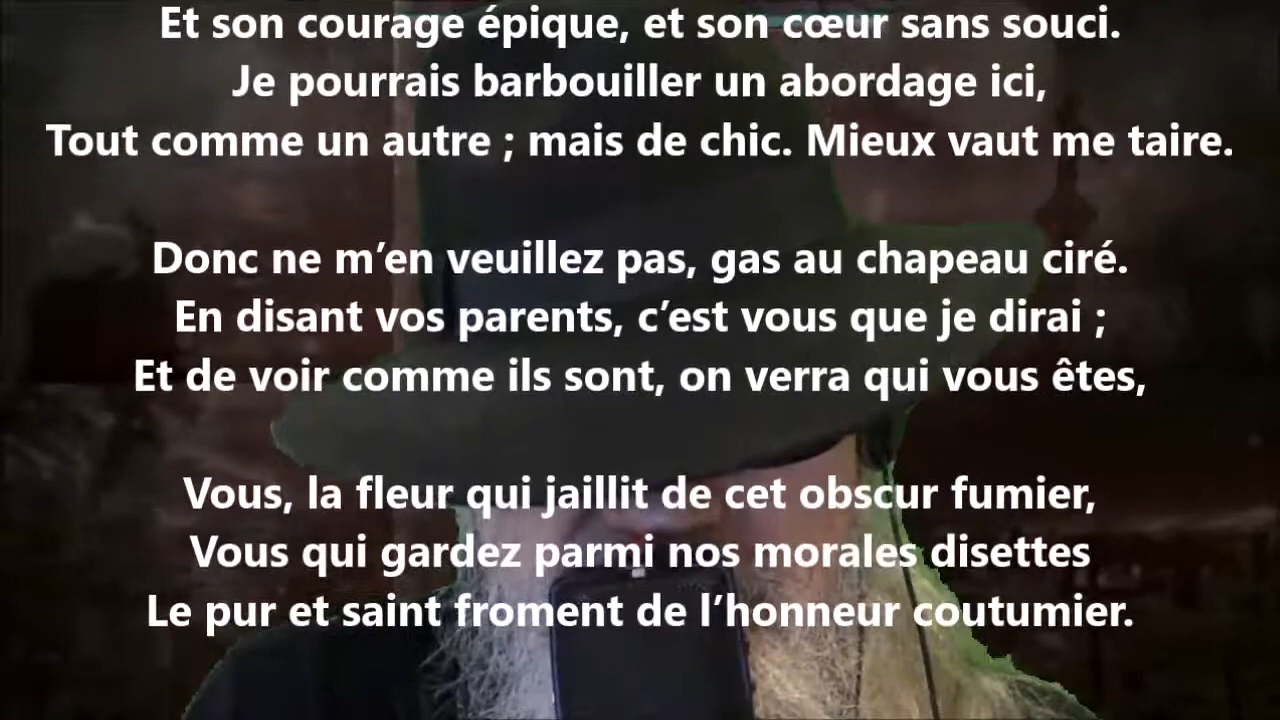 Et son courage épique, et son cœur sans souci.
Je pourrais barbouiller un abordage ici,
Tout comme un autre ; mais de chic. Mieux vaut me taire.
Donc ne m’en veuillez pas, gas au chapeau ciré.
En disant vos parents, c’est vous que je dirai ;
Et de voir comme ils sont, on verra qui vous êtes,
Vous, la fleur qui jaillit de cet obscur fumier,
Vous qui gardez parmi nos morales disettes
Le pur et saint froment de l’honneur coutumier.